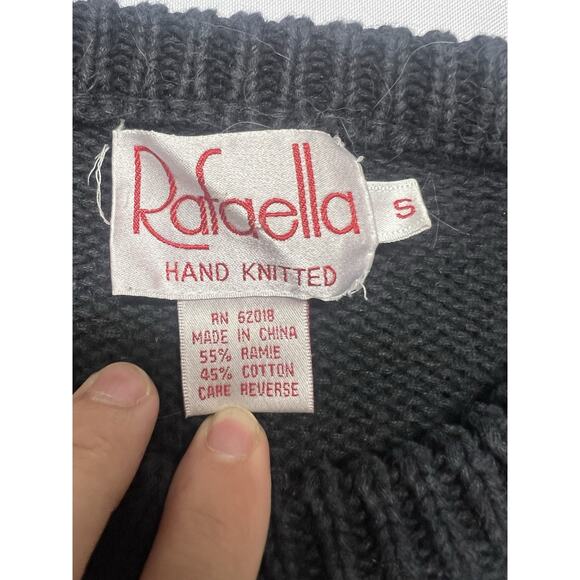 Rafaella
HAND KNITTED
S
RN 62018
MADE IN CHINA
55% RAMIE
45% COTTON
CARE REVERSE